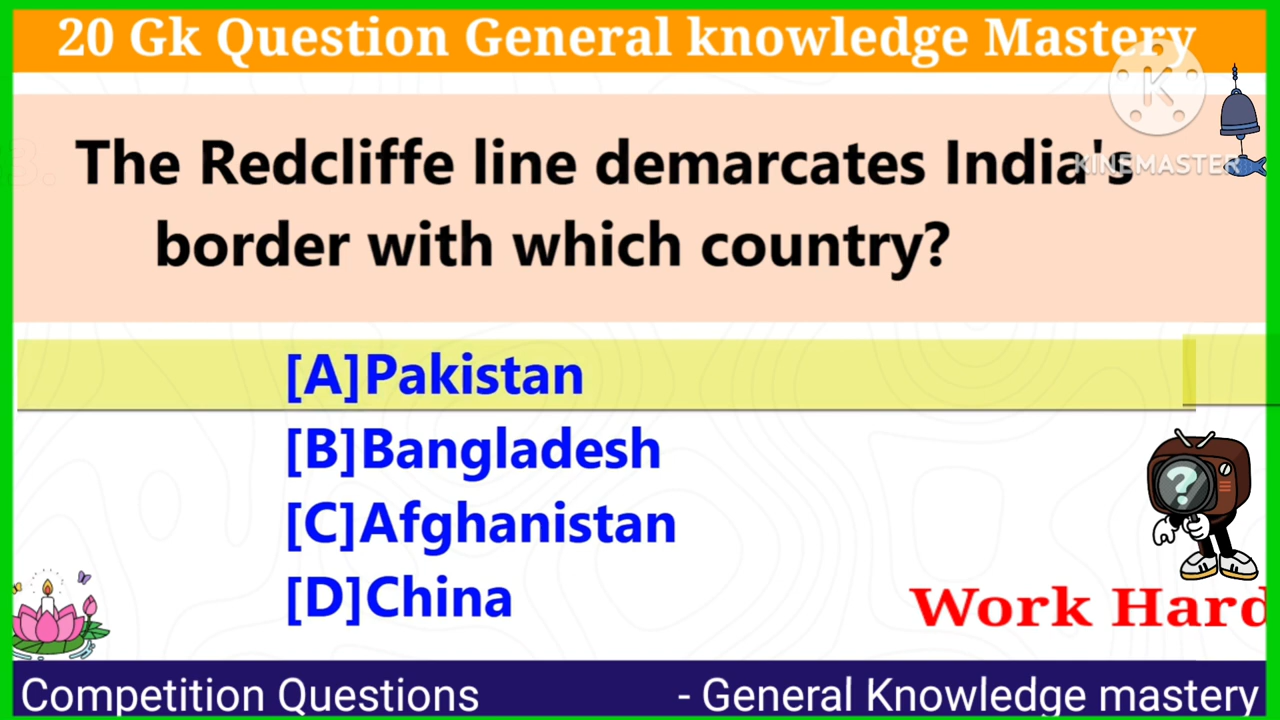 20 Gk Question General knowledge Mastery
K
KINEMASTER
3.
The Redcliffe line demarcates India's
border with which country?
[A]Pakistan
[B]Bangladesh
[C]Afghanistan
[D]China
?
Work Hard
Competition Questions
- General Knowledge mastery